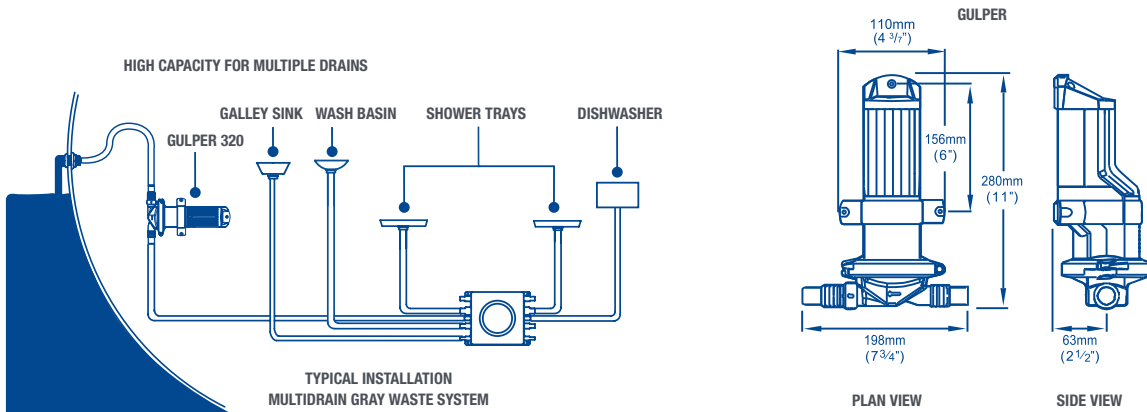 HIGH CAPACITY FOR MULTIPLE DRAINS
GALLEY SINK
WASH BASIN
SHOWER TRAYS
DISHWASHER
GULPER 320
TYPICAL INSTALLATION
MULTIDRAIN GRAY WASTE SYSTEM
GULPER
110mm
(4 3/7")
156mm
(6")
280mm
(11")
198mm
(7 3/4")
63mm
(2 1/2")
PLAN VIEW
SIDE VIEW